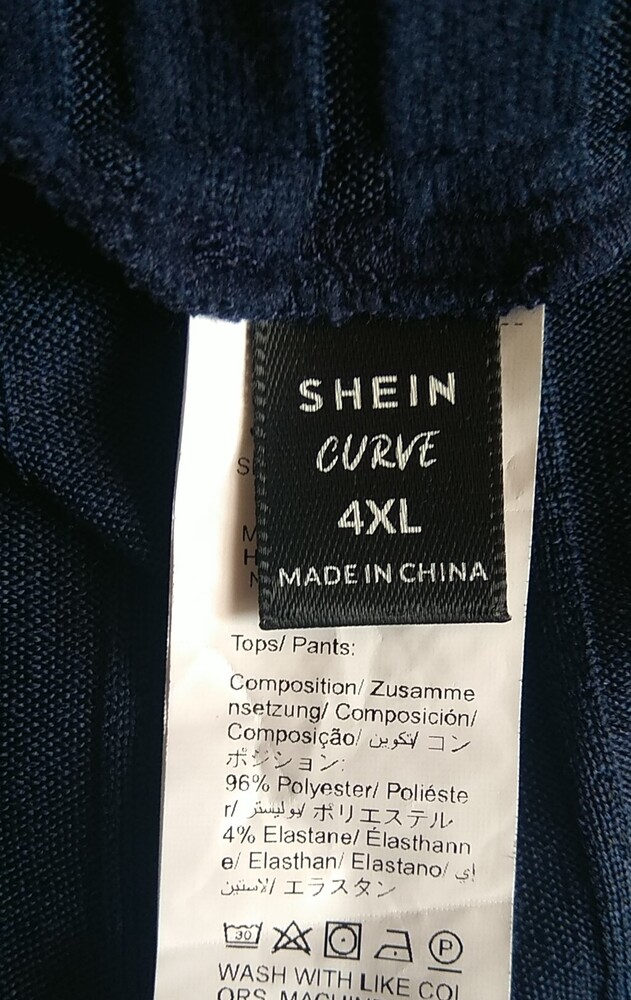 SHEIN
CURVE
4XL
MADE IN CHINA
Tops/ Pants:
Composition/ Zusamme
nsetzung/ Composición/
Composição/ تكوين/ コン
ポジション:
96% Polyester/ Poliéste
r/ بوليستر/ ポリエステル
4% Elastane/ Élasthann
e/ Elasthan/ Elastano/ إي
لاستين/ エラスタン
30
P
WASH WITH LIKE COL
ORS, MACHINE